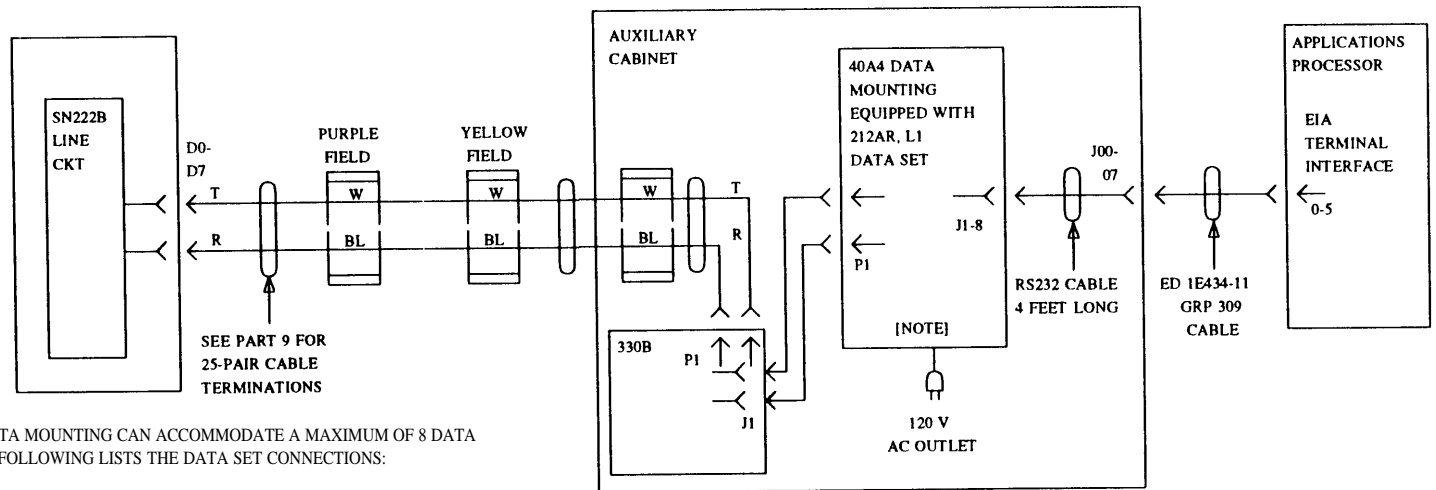 SN222B
LINE
CKT
D0-
D7
T
R
SEE PART 9 FOR
25-PAIR CABLE
TERMINATIONS
PURPLE
FIELD
W
BL
YELLOW
FIELD
W
BL
AUXILIARY
CABINET
W
BL
T
R
330B
P1
J1
40A4 DATA
MOUNTING
EQUIPPED WITH
212AR, L1
DATA SET
J1-8
P1
[NOTE]
120 V
AC OUTLET
J00-
07
RS232 CABLE
4 FEET LONG
ED 1E434-11
GRP 309
CABLE
APPLICATIONS
PROCESSOR
EIA
TERMINAL
INTERFACE
0-5
TA MOUNTING CAN ACCOMMODATE A MAXIMUM OF 8 DATA
FOLLOWING LISTS THE DATA SET CONNECTIONS: